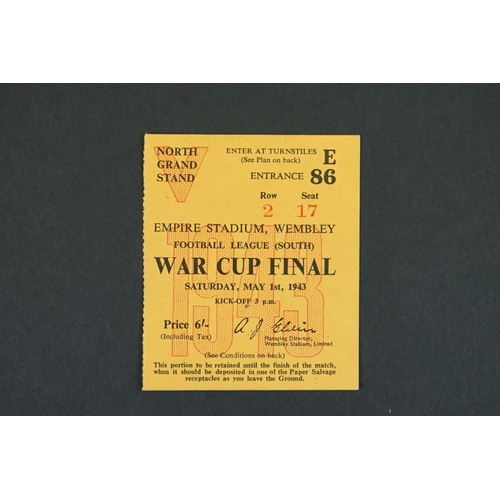 NORTH GRAND STAND
ENTER AT TURNSTILES
(See Plan on back)
E
ENTRANCE 86
Row Seat
2 17
EMPIRE STADIUM, WEMBLEY
FOOTBALL LEAGUE (SOUTH)
WAR CUP FINAL
SATURDAY, MAY 1st, 1943
KICK-OFF 3 p.m.
Price 6/-
(Including Tax)
A J Elvin
Managing Director,
Wembley Stadium, Limited
(See Conditions on back)
This portion to be retained until the finish of the match,
when it should be deposited in one of the Paper Salvage
receptacles as you leave the Ground.
1943